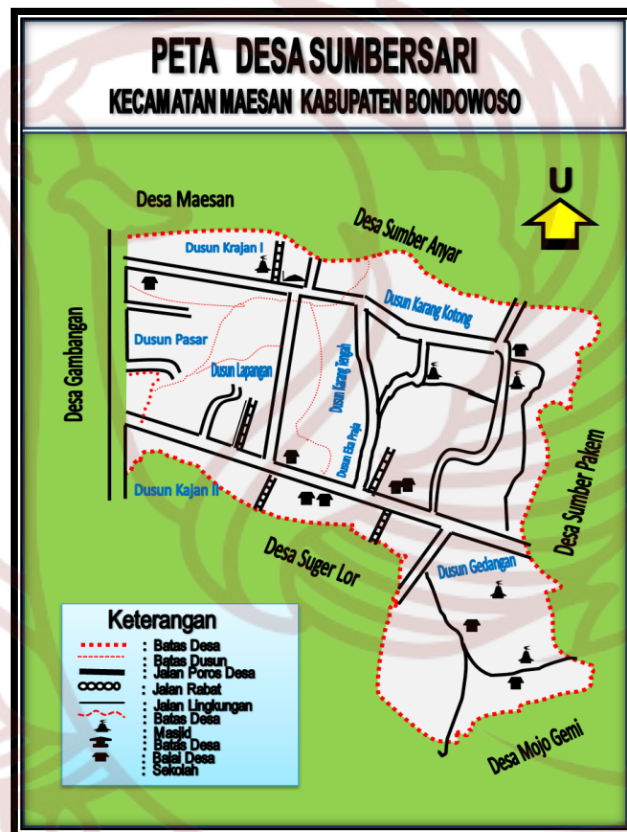 PETA DESA SUMBERSARI
KECAMATAN MAESAN KABUPATEN BONDOWOSO
U
Desa Maesan
Desa Sumber Anyar
Dusun Krajan I
Dusun Karang Kotong
Desa Gambangan
Dusun Pasar
Dusun Lapangan
Dusun Karang Tengah
Dusun Eka Praja
Dusun Kajan II
Desa Sumber Pakem
Desa Suger Lor
Dusun Gedangan
Desa Mojo Gemi
Keterangan
: Batas Desa
: Batas Dusun
: Jalan Poros Desa
: Jalan Rabat
: Jalan Lingkungan
: Batas Desa
: Masjid
: Batas Desa
: Balai Desa
: Sekolah